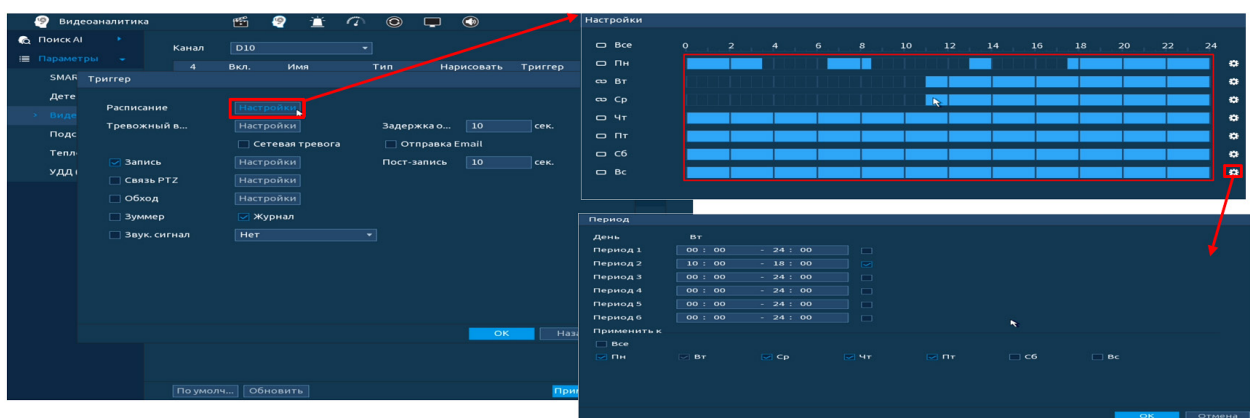 Видеоаналитика
Поиск AI
Параметры
SMAR
Дете
Виде
Подс
Тепл
УДД
Канал D10
4 Вкл. Имя Тип Нарисовать Триггер
Триггер
Расписание Настройки
Тревожный в... Настройки Задержка о... 10 сек.
Сетевая тревога Отправка Email
Запись Настройки Пост-запись 10 сек.
Связь PTZ Настройки
Обход Настройки
Зуммер Журнал
Звук. сигнал Нет
OK Наза
По умолч... Обновить При
Настройки
Все 0 2 4 6 8 10 12 14 16 18 20 22 24
Пн
Вт
Ср
Чт
Пт
Сб
Вс
Период
День Вт
Период 1 00 : 00 - 24 : 00
Период 2 10 : 00 - 18 : 00
Период 3 00 : 00 - 24 : 00
Период 4 00 : 00 - 24 : 00
Период 5 00 : 00 - 24 : 00
Период 6 00 : 00 - 24 : 00
Применить к
Все
Пн Вт Ср Чт Пт Сб Вс
OK Отмена